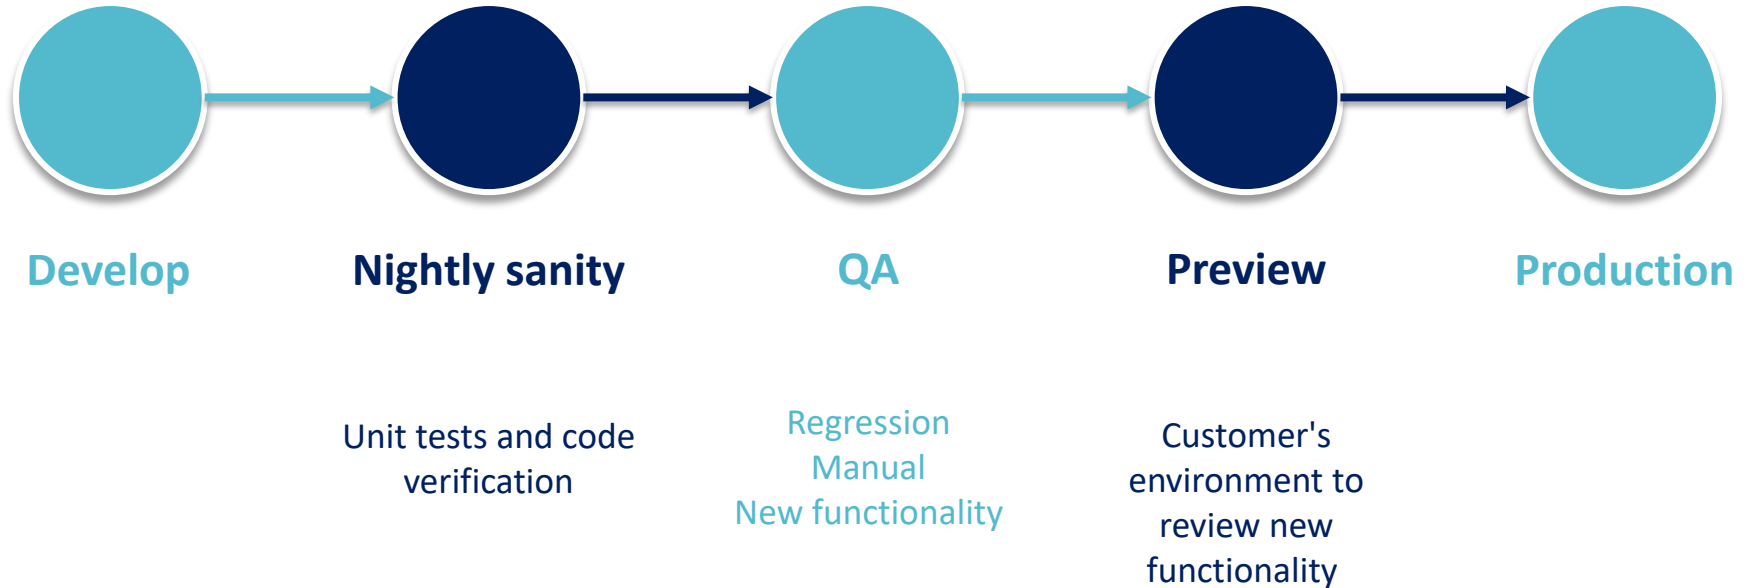 Develop
Nightly sanity
QA
Preview
Production
Unit tests and code
verification
Regression
Manual
New functionality
Customer's
environment to
review new
functionality